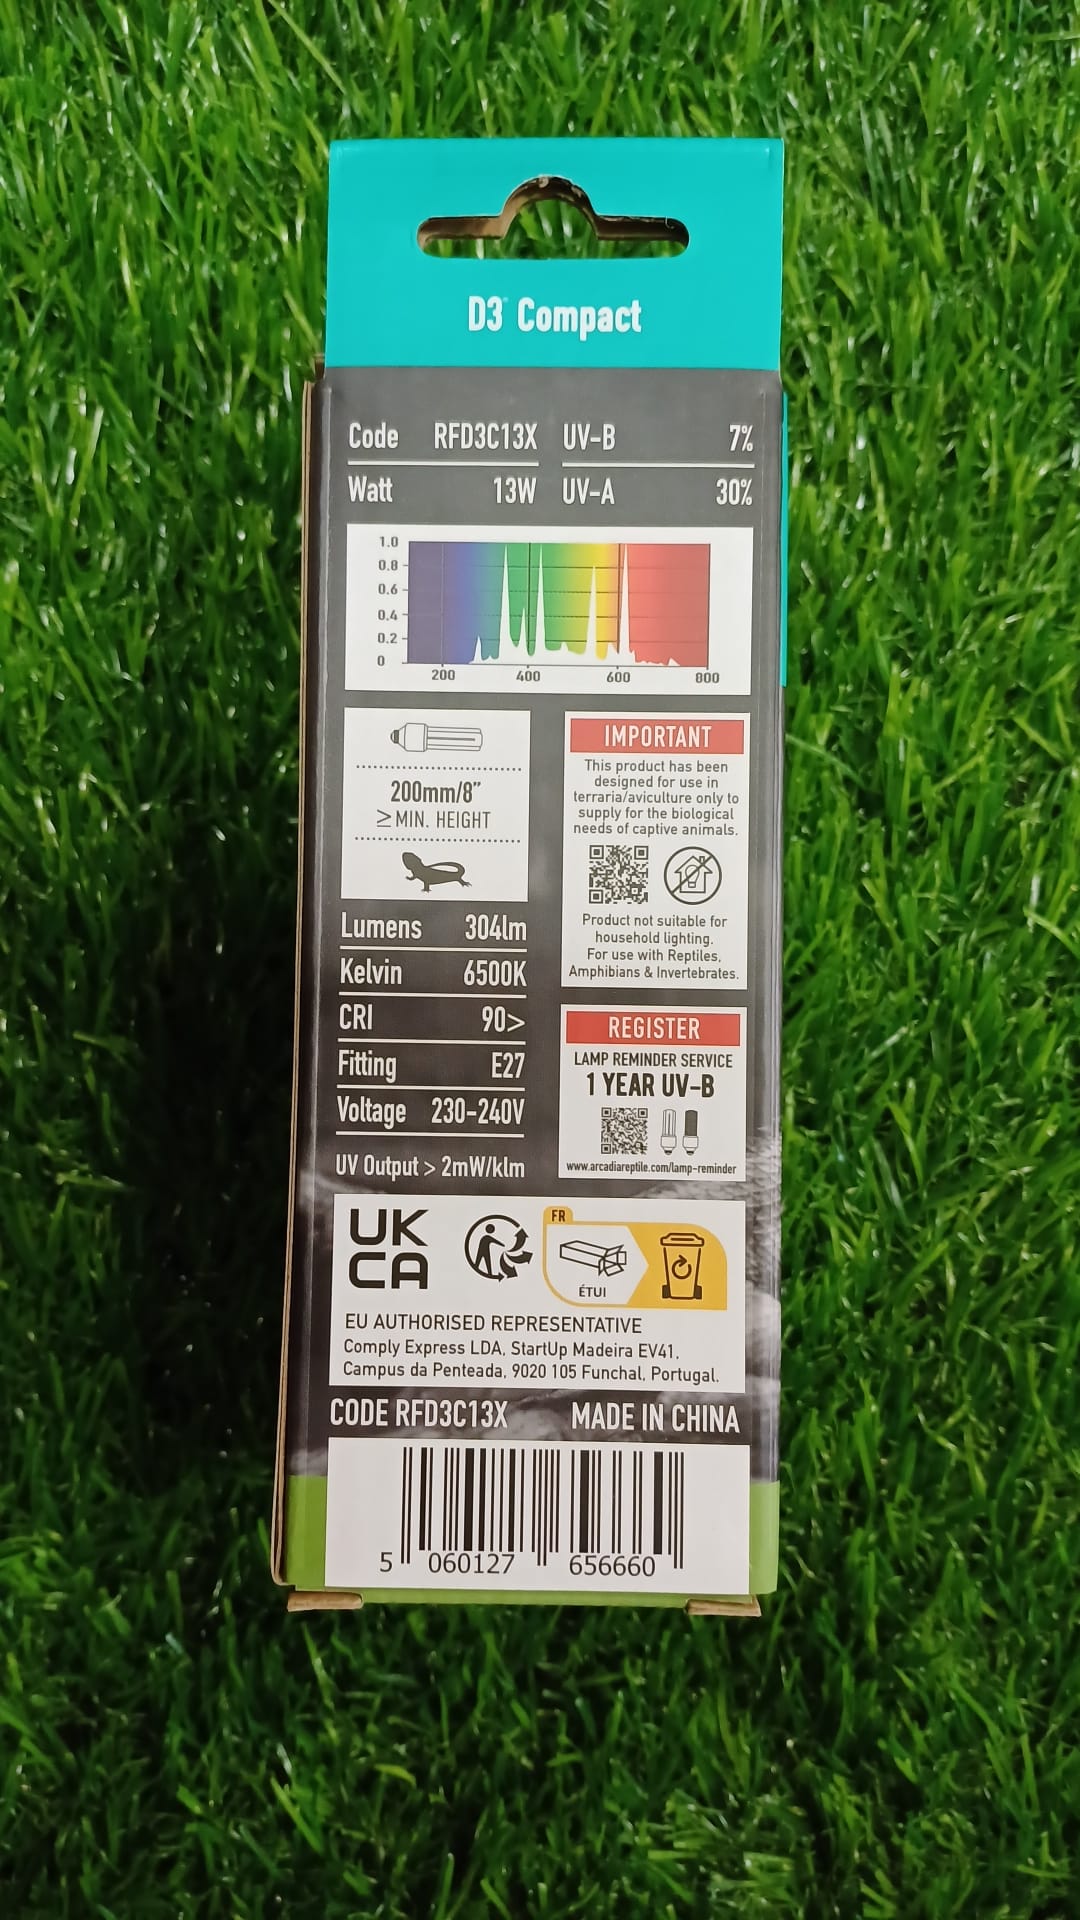 D3 Compact
Code RFD3C13X UV-B 7%
Watt 13W UV-A 30%
1.0
0.8
0.6
0.4
0.2
0
200 400 600 800
200mm/8"
≥ MIN. HEIGHT
IMPORTANT
This product has been
designed for use in
terraria/aviculture only to
supply for the biological
needs of captive animals.
Product not suitable for
household lighting.
For use with Reptiles,
Amphibians & Invertebrates.
Lumens 304lm
Kelvin 6500K
CRI 90>
Fitting E27
Voltage 230-240V
UV Output > 2mW/klm
REGISTER
LAMP REMINDER SERVICE
1 YEAR UV-B
www.arcadiareptile.com/lamp-reminder
UK
CA
FR
ÉTUI
EU AUTHORISED REPRESENTATIVE
Comply Express LDA, StartUp Madeira EV41,
Campus da Penteada, 9020 105 Funchal, Portugal.
CODE RFD3C13X MADE IN CHINA
5 060127 656660